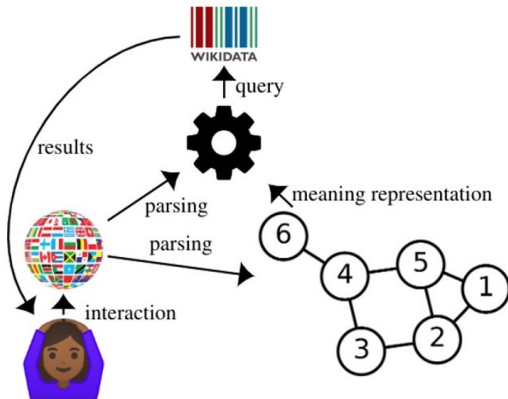 WIKIDATA
query
results
parsing
meaning representation
parsing
6
5
4
1
2
3
interaction